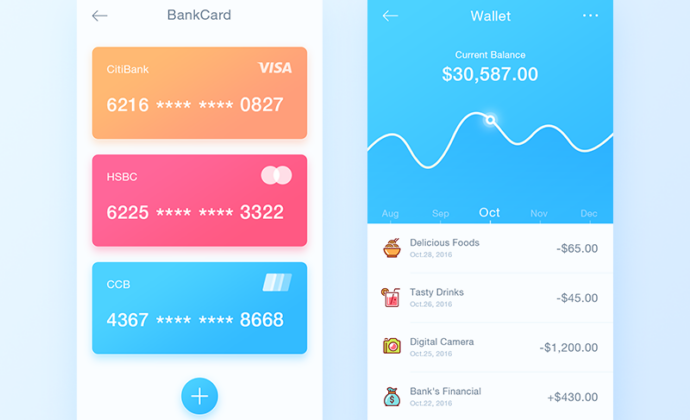 BankCard
CitiBank
VISA
6216 **** **** 0827
HSBC
6225 **** **** 3322
CCB
4367 **** **** 8668
Wallet
Current Balance
$30,587.00
Aug Sep Oct Nov Dec
Delicious Foods
-$65.00
Oct.28, 2016
Tasty Drinks
-$45.00
Oct.26, 2016
Digital Camera
-$1,200.00
Oct.25, 2016
Bank's Financial
+$430.00
Oct.22, 2016